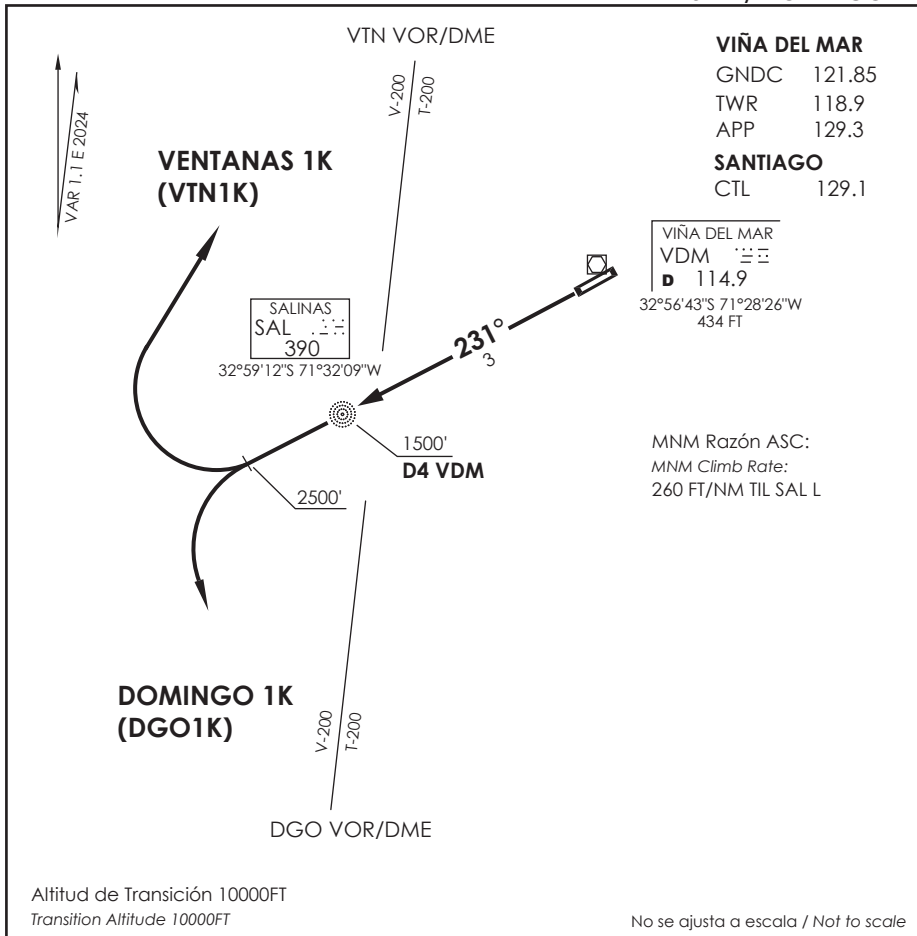 VTN VOR/DME
VIÑA DEL MAR
GNDC 121.85
TWR 118.9
APP 129.3
SANTIAGO
CTL 129.1
VAR 1.1 E 2024
V-200
T-200
VENTANAS 1K
(VTN1K)
VIÑA DEL MAR
VDM
D 114.9
32°56'43"S 71°28'26"W
434 FT
SALINAS
SAL
390
32°59'12"S 71°32'09"W
231°
3
1500'
D4 VDM
2500'
MNM Razón ASC:
MNM Climb Rate:
260 FT/NM TIL SAL L
DOMINGO 1K
(DGO1K)
V-200
T-200
DGO VOR/DME
Altitud de Transición 10000FT
Transition Altitude 10000FT
No se ajusta a escala / Not to scale